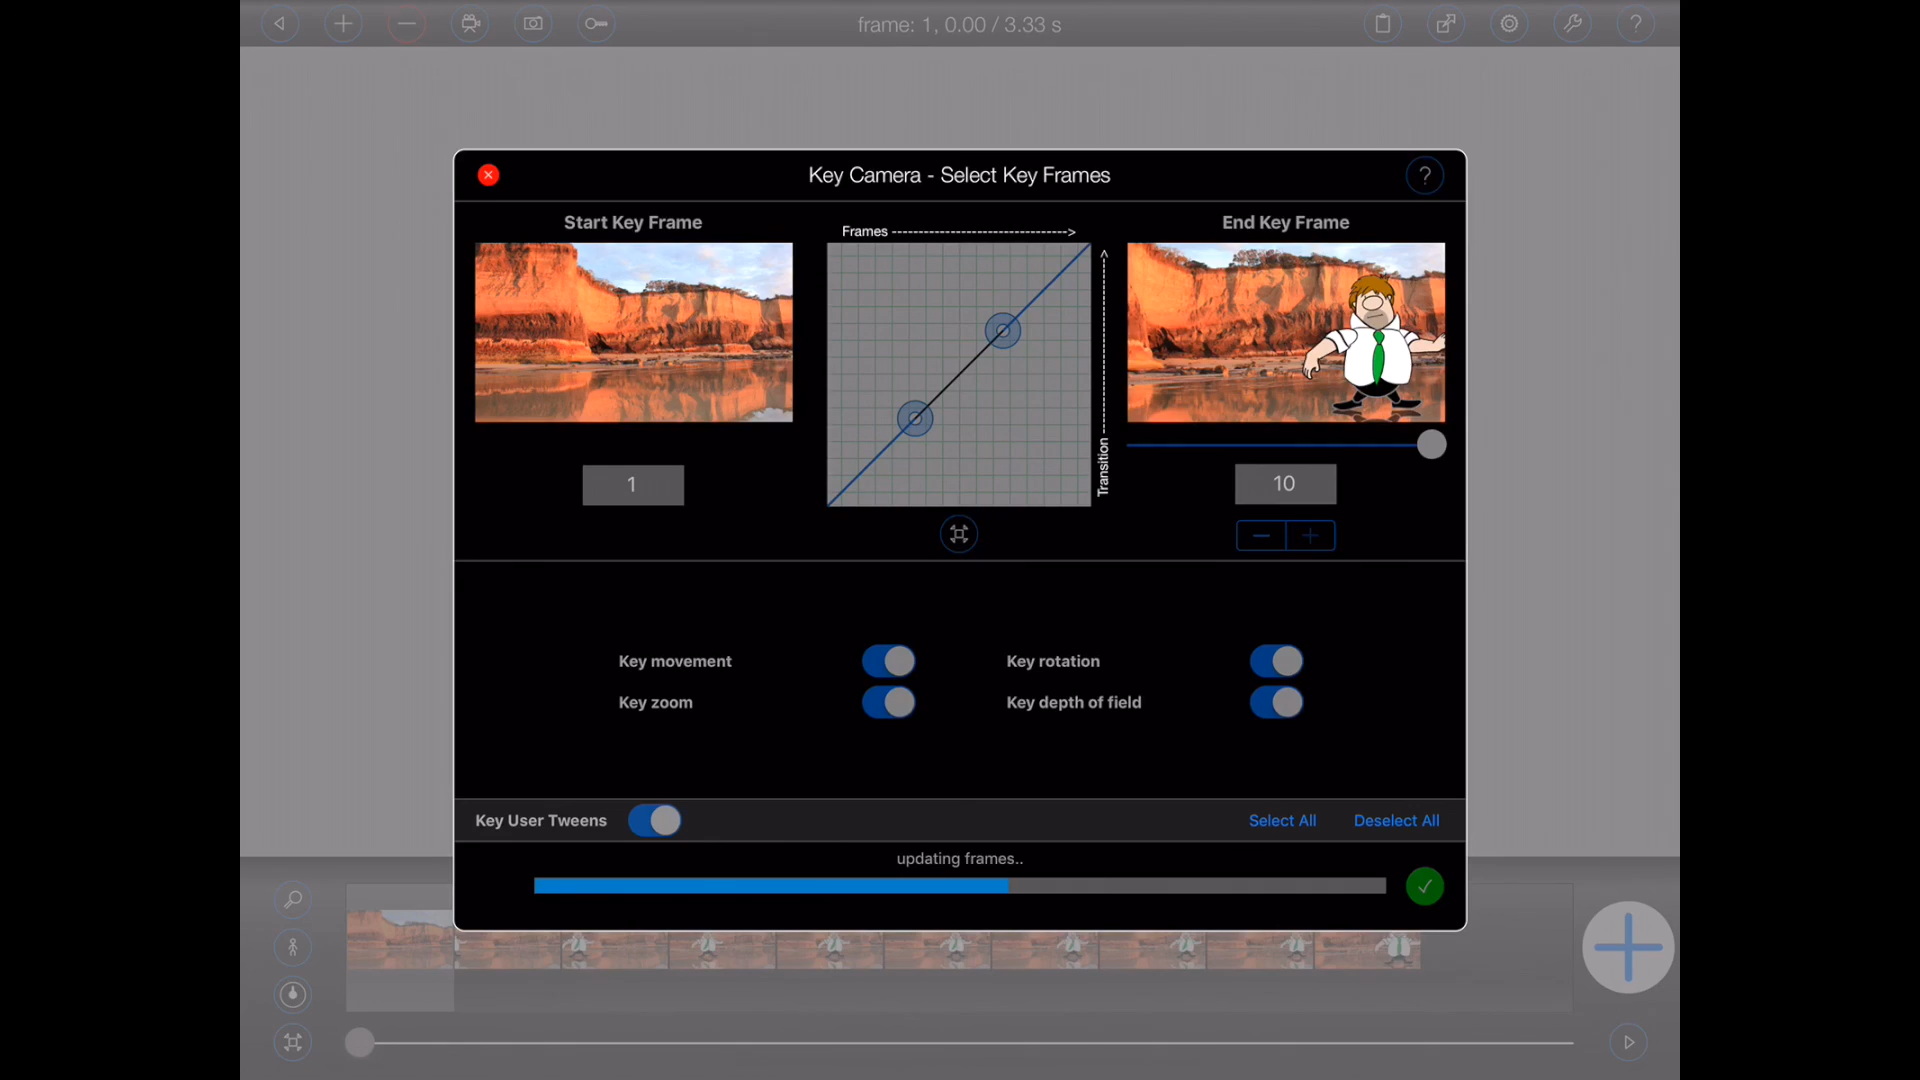 frame: 1, 0.00 / 3.33 s
Key Camera - Select Key Frames
?
?
Start Key Frame
Frames -------------------------------->
End Key Frame
Transition -------------------->
1
10
Key movement
Key rotation
Key zoom
Key depth of field
Key User Tweens
Select All
Deselect All
updating frames..